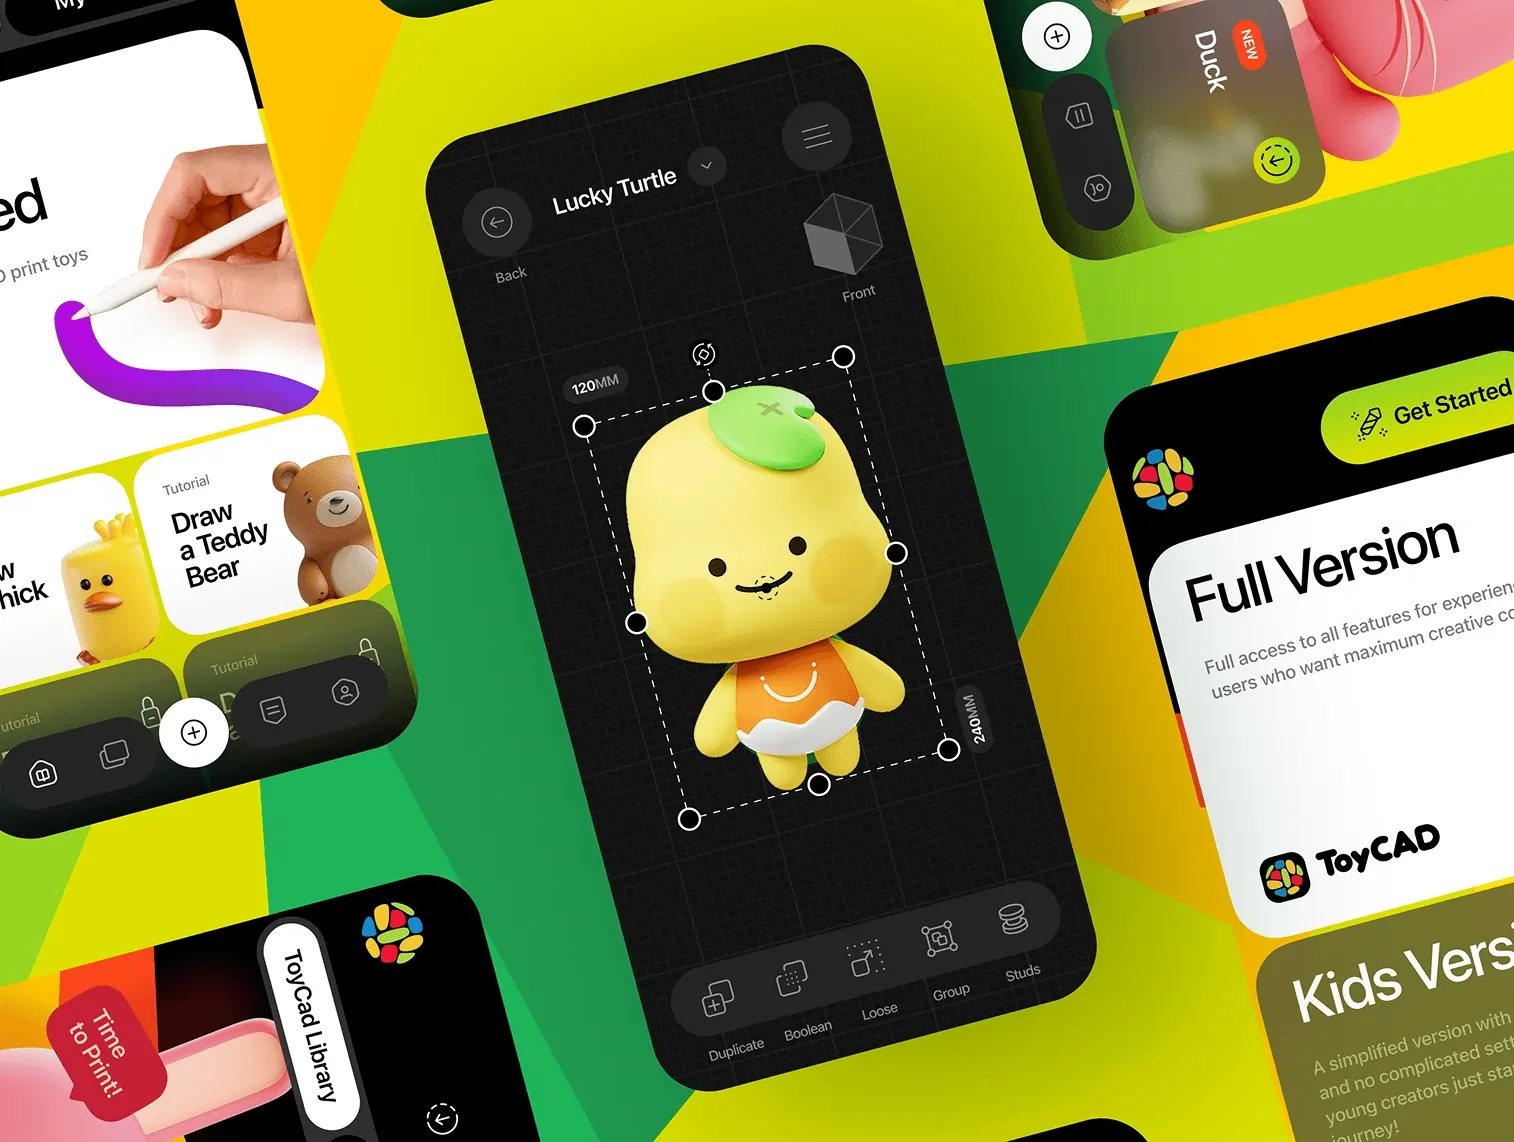 My
ed
D print toys
Tutorial
Draw
a Teddy
Bear
w
hick
Tutorial
D
utorial
Lucky Turtle
Back
Front
120MM
240MM
Duplicate
Boolean
Loose
Group
Studs
Duck
NEW
Get Started
Full Version
Full access to all features for experien
users who want maximum creative co
ToyCAD
Kids Versi
A simplified version with
and no complicated sett
young creators just star
journey!
ToyCad Library
Time
to Print!